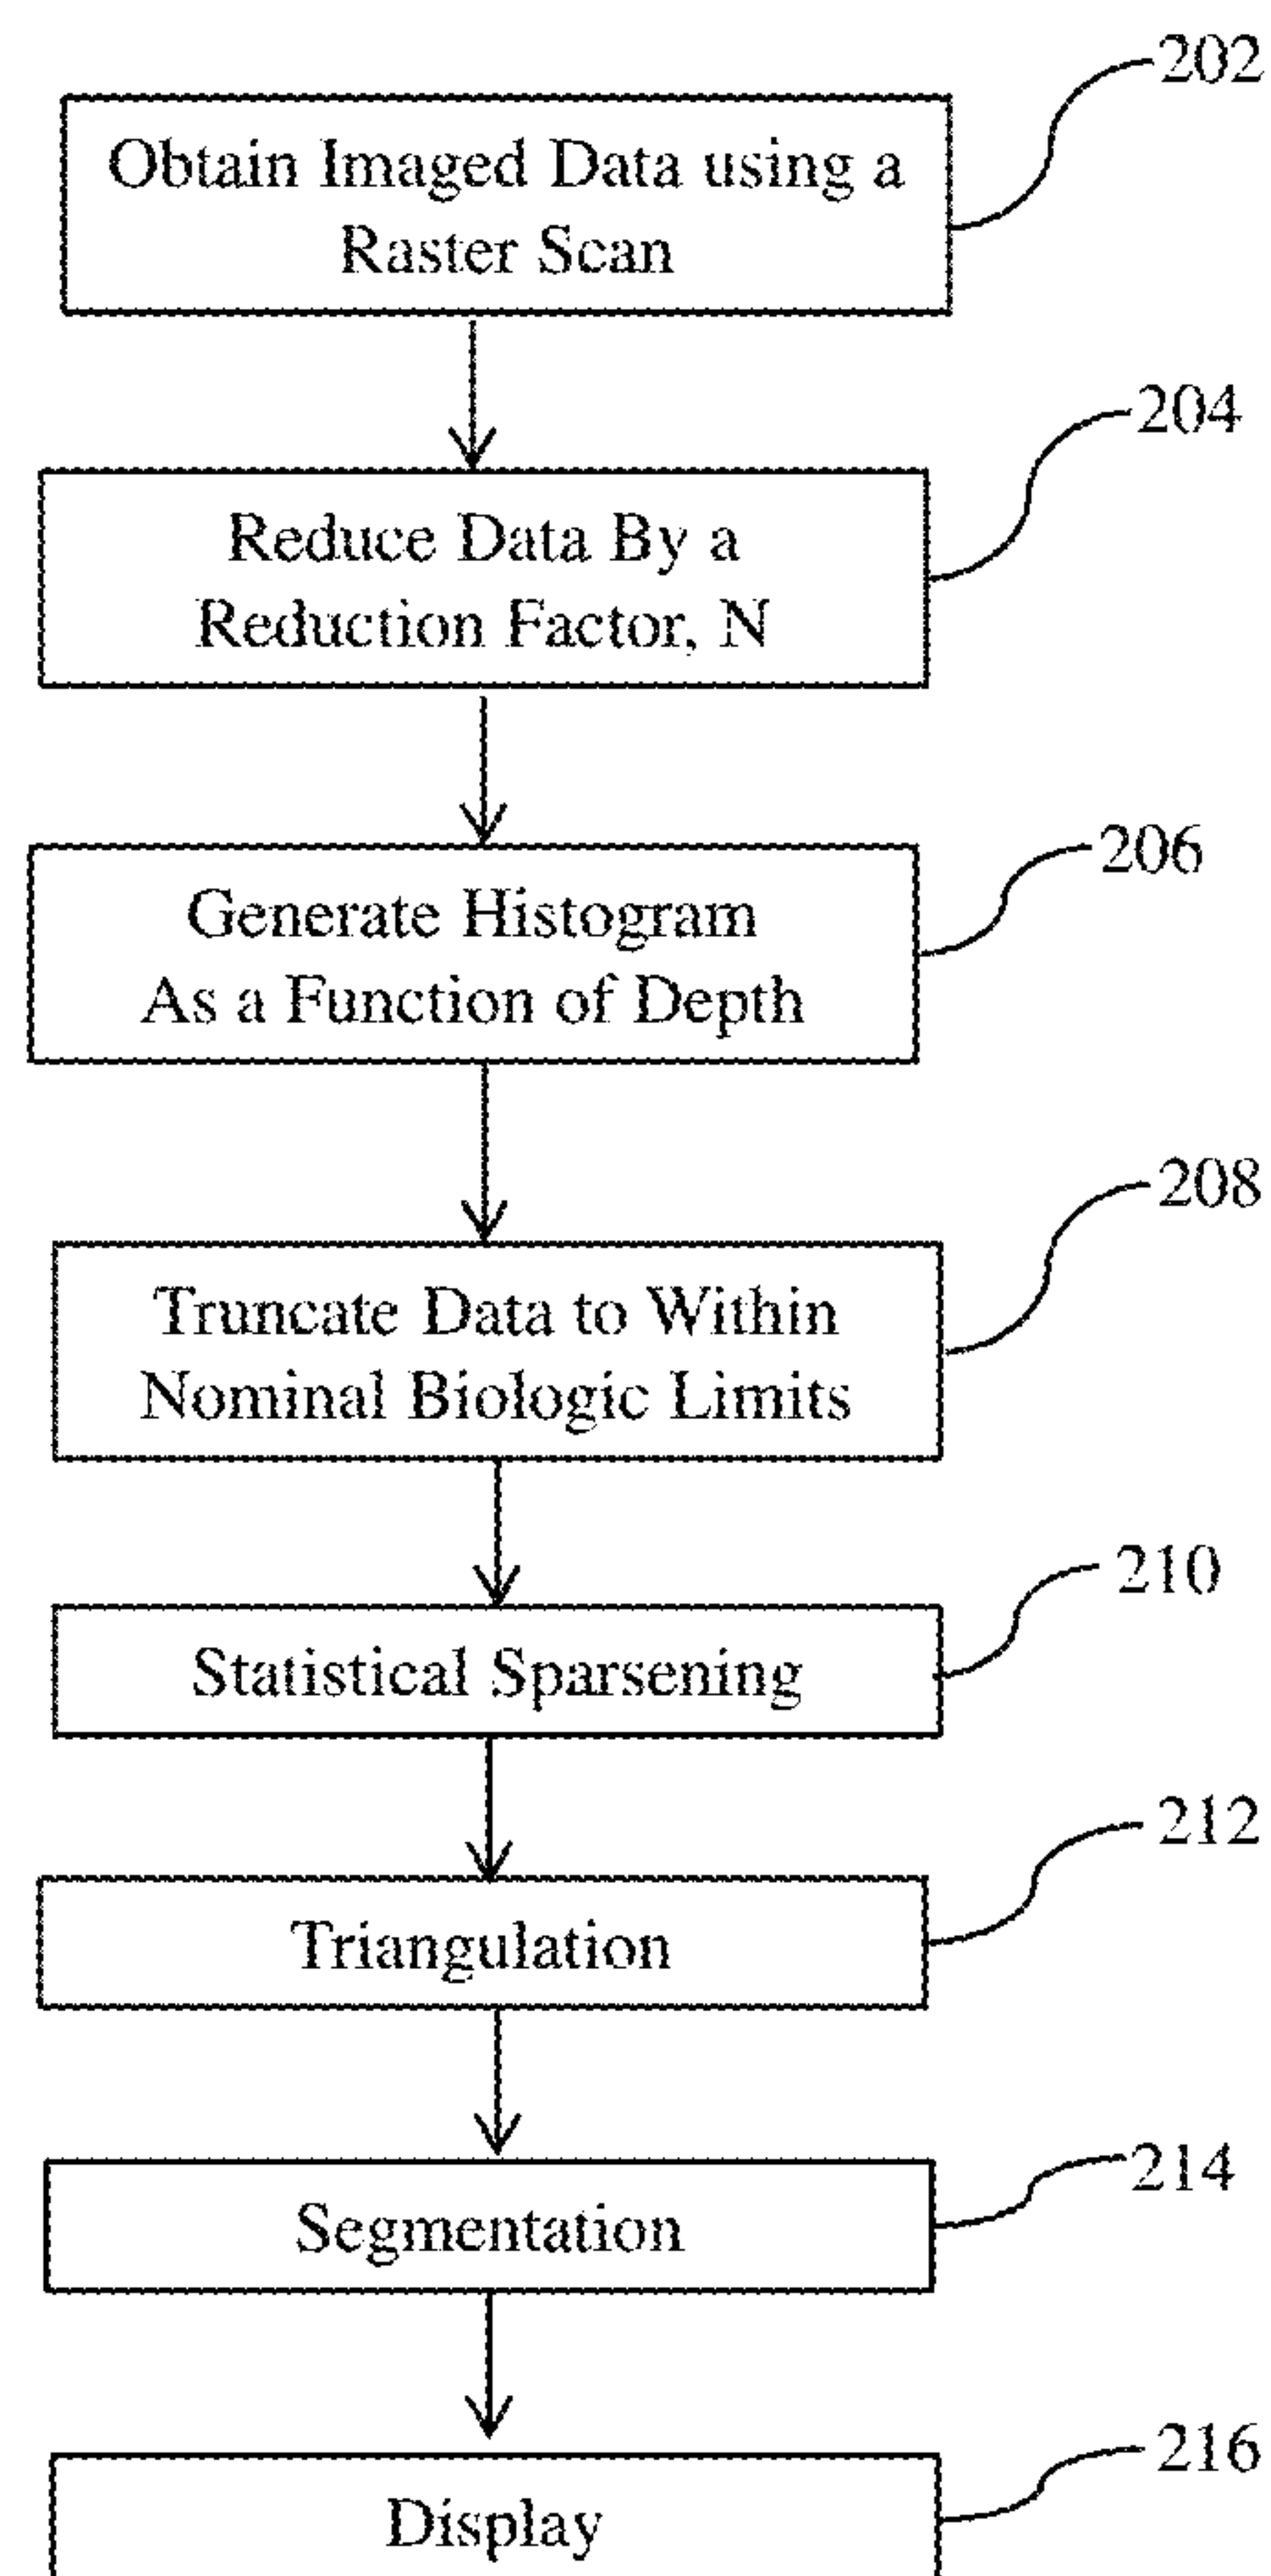 202
Obtain Imaged Data using a
Raster Scan
204
Reduce Data By a
Reduction Factor, N
206
Generate Histogram
As a Function of Depth
208
Truncate Data to Within
Nominal Biologic Limits
210
Statistical Sparsening
212
Triangulation
214
Segmentation
216
Display